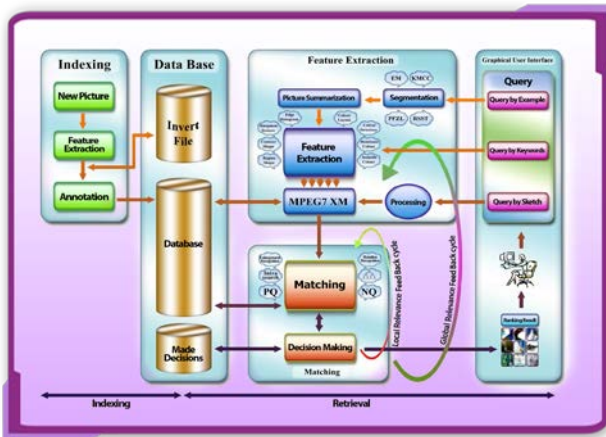 Indexing
New Picture
Feature
Extraction
Annotation
Data Base
Invert
File
Database
Made
Decisions
Feature Extraction
EM
KMCC
Picture Summarization
Segmentation
PFZL
RSST
Feature
Extraction
MPEG7 XM
Processing
PQ
Matching
NQ
Decision Making
Matching
Local Relevance Feed Back cycle
Global Relevance Feed Back cycle
Graphical User Interface
Query
Query by Example
Query by Keywords
Query by Sketch
Ranking Result
Indexing
Retrieval